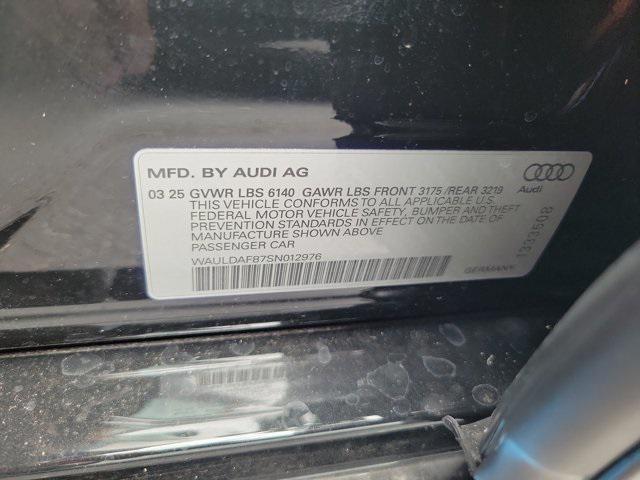 MFD. BY AUDI AG
03 25 GVWR LBS 6140 GAWR LBS FRONT 3175 /REAR 3219
THIS VEHICLE CONFORMS TO ALL APPLICABLE U.S.
FEDERAL MOTOR VEHICLE SAFETY, BUMPER AND THEFT
PREVENTION STANDARDS IN EFFECT ON THE DATE OF
MANUFACTURE SHOWN ABOVE
PASSENGER CAR
WAULDAF87SN012976
Audi
1333508
GERMANY